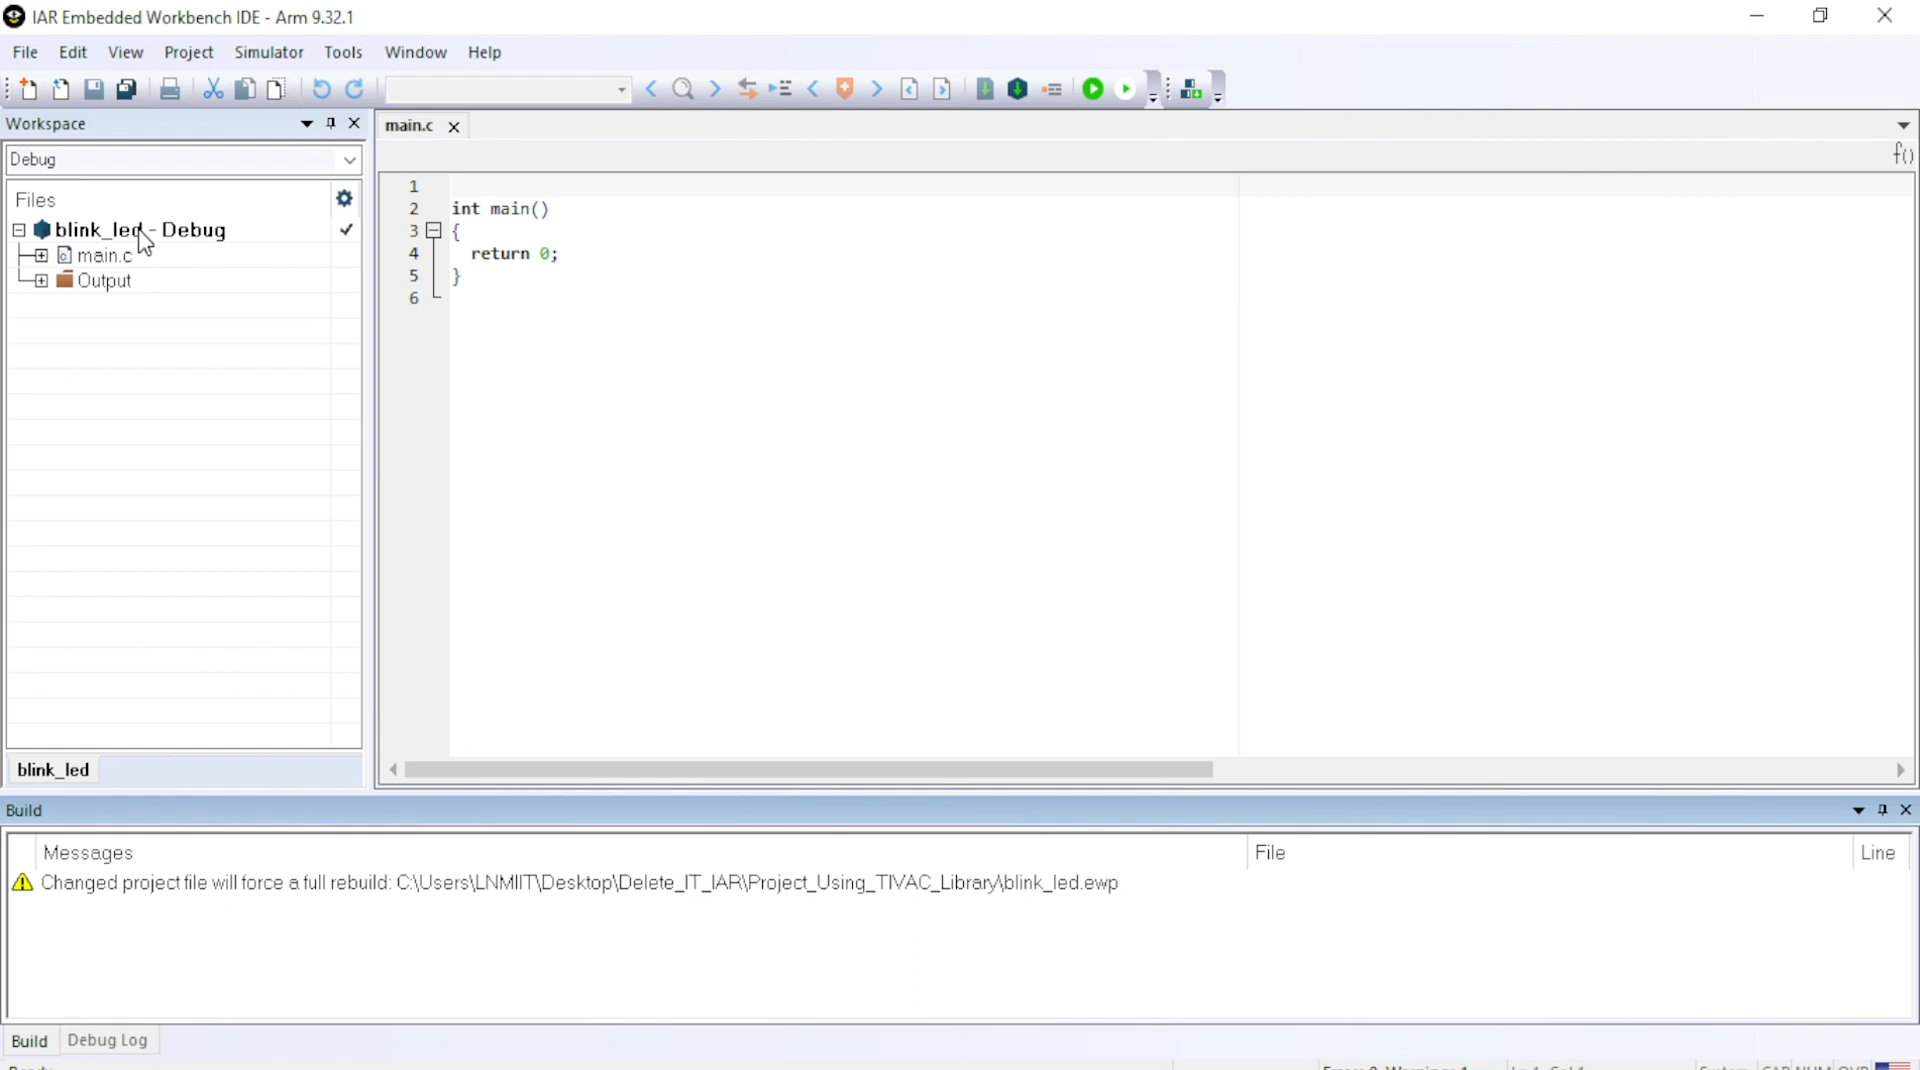 IAR Embedded Workbench IDE - Arm 9.32.1
File Edit View Project Simulator Tools Window Help
Workspace
main.c
Debug
f()
Files
blink_led - Debug
main.c
Output
1
2 int main()
3 {
4 return 0;
5 }
6
blink_led
Build
Messages File Line
Changed project file will force a full rebuild: C:\Users\LNMIIT\Desktop\Delete_IT_IAR\Project_Using_TIVAC_Library\blink_led.ewp
Build Debug Log